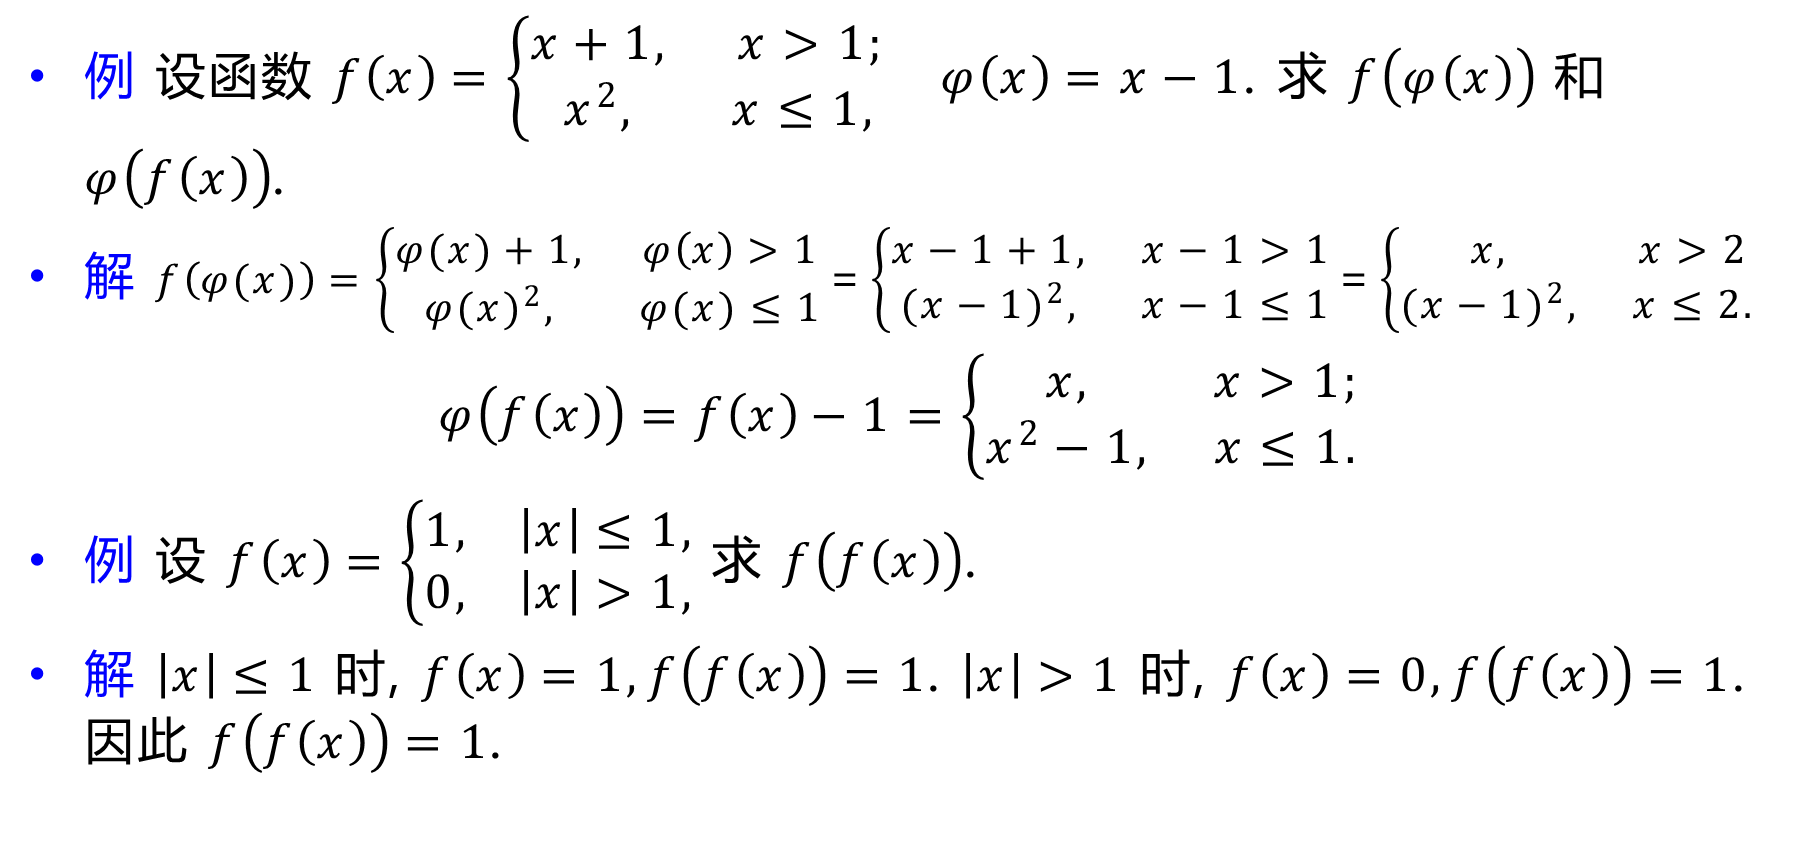 • 例 设函数 f(x) = {x + 1, x > 1; x², x ≤ 1, φ(x) = x − 1. 求 f(φ(x)) 和
φ(f(x)).
• 解 f(φ(x)) = {φ(x) + 1, φ(x) > 1 φ(x)², φ(x) ≤ 1 = {x − 1 + 1, x − 1 > 1 (x − 1)², x − 1 ≤ 1 = {x, x > 2 (x − 1)², x ≤ 2.
φ(f(x)) = f(x) − 1 = {x, x > 1; x² − 1, x ≤ 1.
• 例 设 f(x) = {1, |x| ≤ 1, 0, |x| > 1, 求 f(f(x)).
• 解 |x| ≤ 1 时, f(x) = 1, f(f(x)) = 1. |x| > 1 时, f(x) = 0, f(f(x)) = 1.
因此 f(f(x)) = 1.